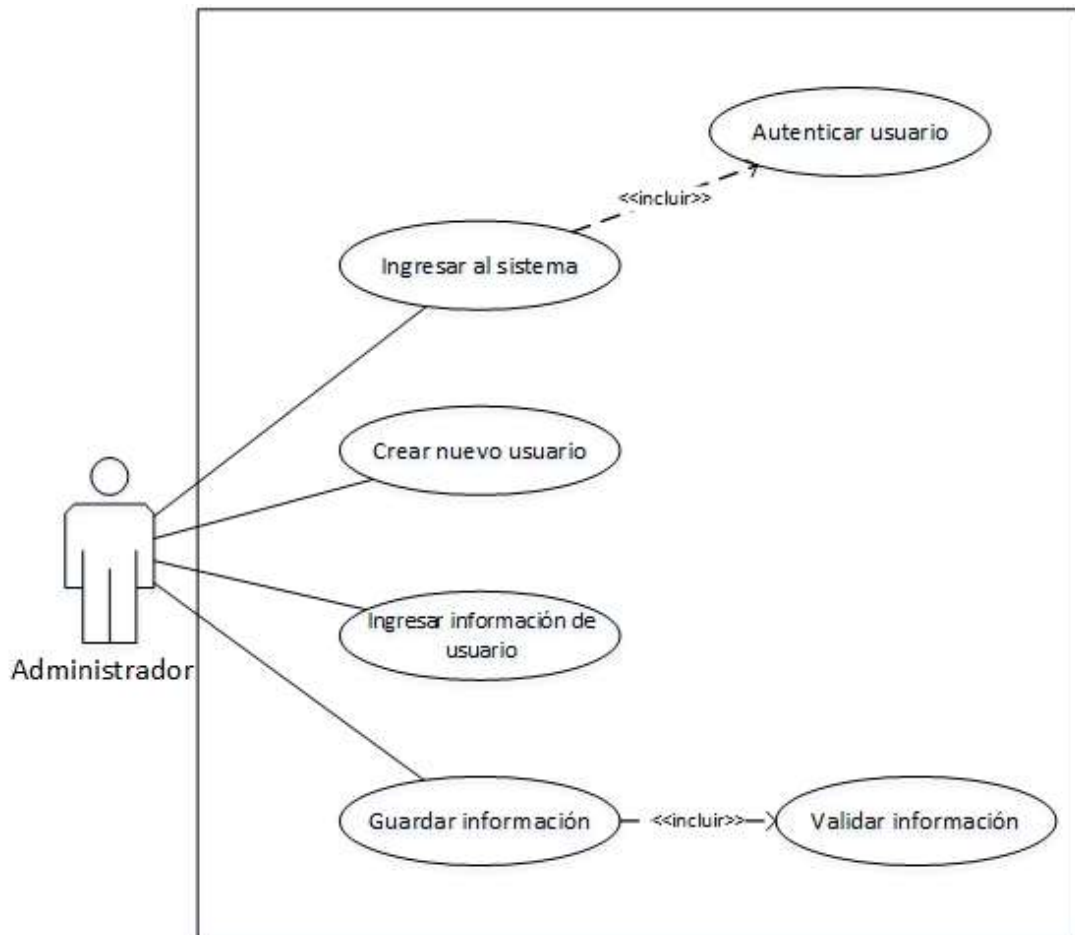 Autenticar usuario
<<incluir>>
Ingresar al sistema
Crear nuevo usuario
Ingresar información de
usuario
Administrador
Guardar información
<<incluir>>
Validar información